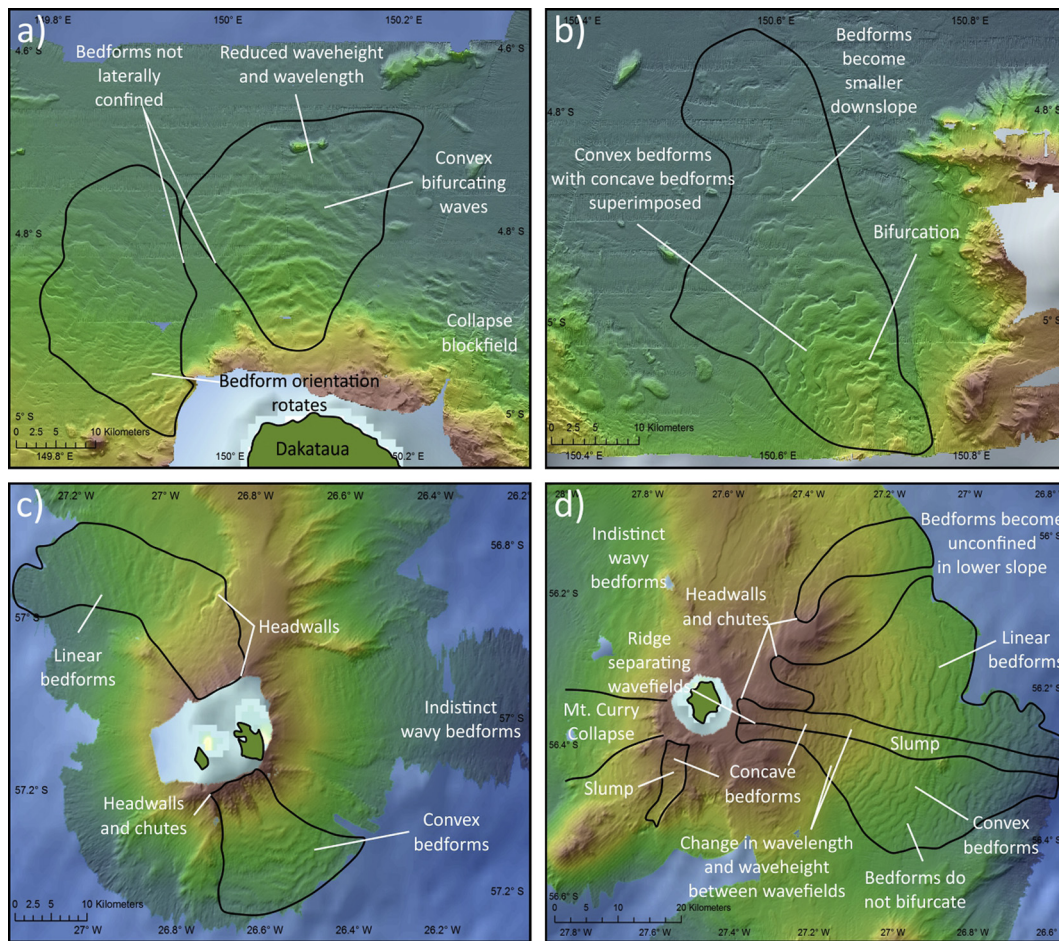 a)
149.8° E
150° E
150.2° E
4.6° S
4.6° S
Bedforms not
laterally
confined
Reduced waveheight
and wavelength
Convex
bifurcating
waves
4.8° S
4.8° S
Collapse
blockfield
Bedform orientation
rotates
5° S
5° S
0 2.5 5 10 Kilometers
Dakataua
149.8° E
150° E
150.2° E
b)
150.4° E
150.6° E
150.8° E
Bedforms
become
smaller
downslope
4.8° S
4.8° S
Convex bedforms
with concave bedforms
superimposed
Bifurcation
5° S
5° S
0 2.5 5 10 Kilometers
150.4° E
150.6° E
150.8° E
c)
27.2° W
27° W
26.8° W
26.6° W
26.2° W
56.8° S
57° S
Headwalls
Linear
bedforms
Indistinct
wavy bedforms
57° S
57.2° S
Headwalls
and chutes
Convex
bedforms
57.2° S
0 2.5 5 10 Kilometers
27° W
26.8° W
26.6° W
26.4° W
d)
27.8° W
27.6° W
27.4° W
27.2° W
27° W
Bedforms become
unconfined
in lower slope
56° S
Indistinct
wavy
bedforms
56.2° S
Headwalls
and chutes
Ridge
separating
wavefields
Linear
bedforms
56.2° S
Mt. Curry
Collapse
56.4° S
Slump
Slump
Concave
bedforms
Convex
bedforms
56.4° S
Change in wavelength
and waveheight
between wavefields
Bedforms do
not bifurcate
56.6° S
0 5 10 20 Kilometers
27.8° W
27.6° W
27.4° W
27.2° W
27° W
26.8° W
26.6°